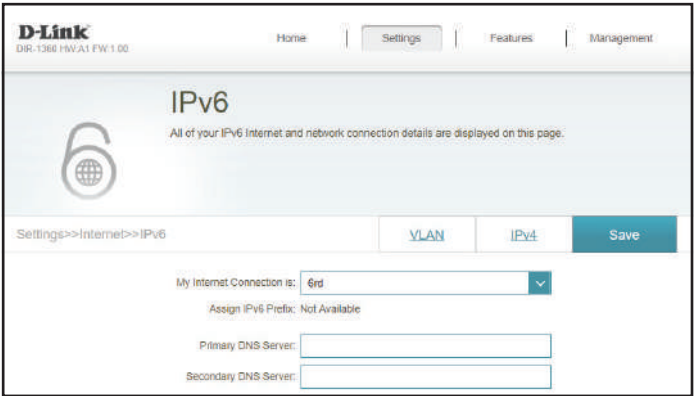 D-Link
DIR-1360 HW:A1 FW:1.00
Home | Settings | Features | Management
IPv6
All of your IPv6 Internet and network connection details are displayed on this page.
Settings>>Internet>>IPv6
VLAN
IPv4
Save
My Internet Connection is: 6rd
Assign IPv6 Prefix: Not Available
Primary DNS Server:
Secondary DNS Server: